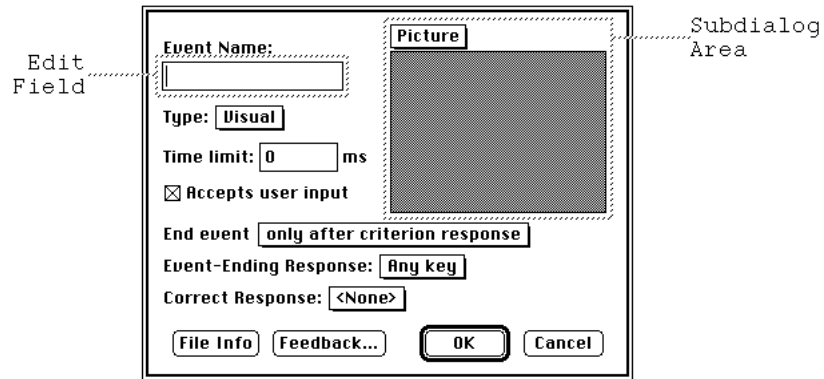 Edit
Field
Event Name:
Type: Visual
Time limit: 0 ms
Accepts user input
End event only after criterion response
Event-Ending Response: Any key
Correct Response: <None>
File Info Feedback... OK Cancel
Picture
Subdialog
Area